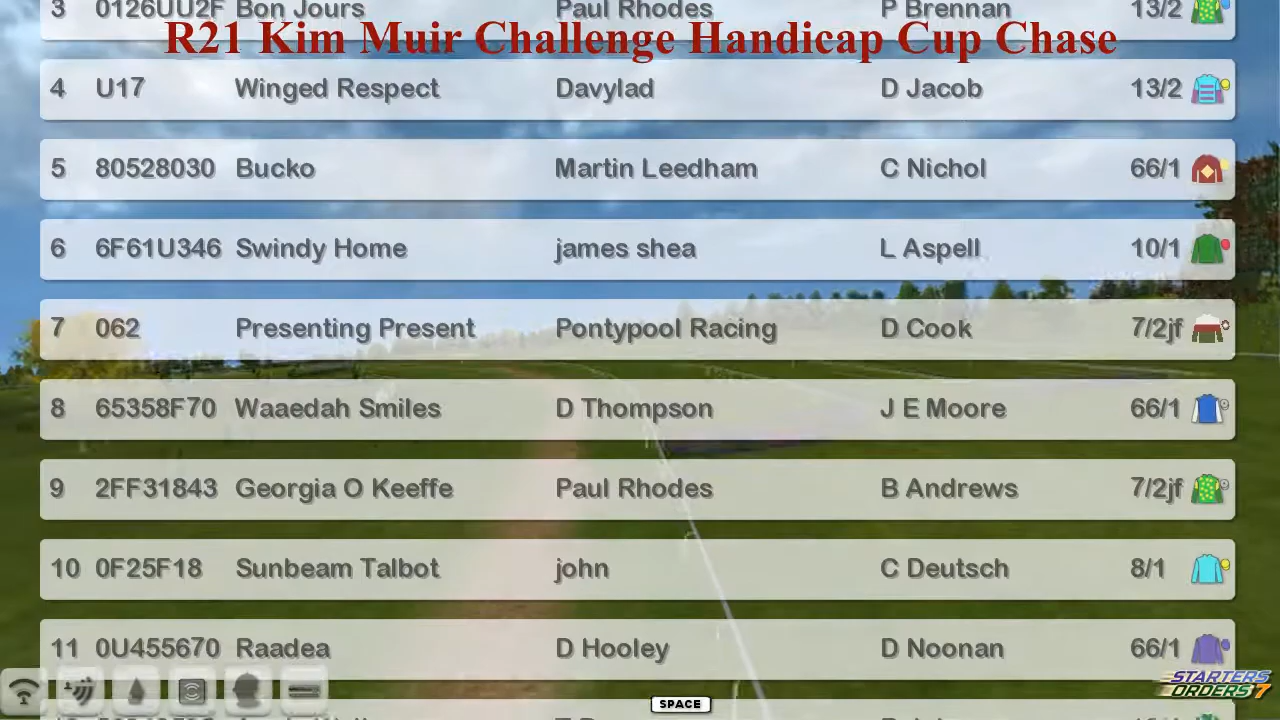 3 0126UU2F Bon Jours Paul Rhodes P Brennan 13/2
R21 Kim Muir Challenge Handicap Cup Chase
4 U17 Winged Respect Davylad D Jacob 13/2
5 80528030 Bucko Martin Leedham C Nichol 66/1
6 6F61U346 Swindy Home james shea L Aspell 10/1
7 062 Presenting Present Pontypool Racing D Cook 7/2jf
8 65358F70 Waaedah Smiles D Thompson J E Moore 66/1
9 2FF31843 Georgia O Keeffe Paul Rhodes B Andrews 7/2jf
10 0F25F18 Sunbeam Talbot john C Deutsch 8/1
11 0U455670 Raadea D Hooley D Noonan 66/1
STARTERS
ORDERS 7
SPACE